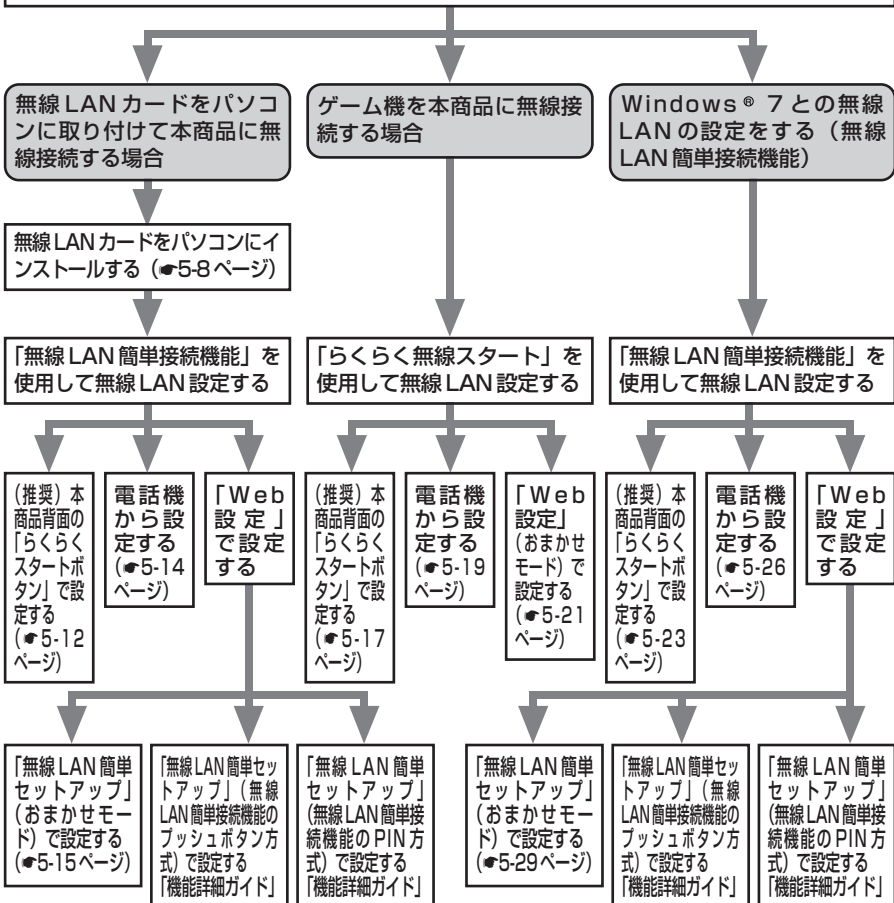 無線LANカードをパソコ
ンに取り付けて本商品に無
線接続する場合
ゲーム機を本商品に無線接
続する場合
Windows® 7との無線
LANの設定をする（無線
LAN簡単接続機能）
無線LANカードをパソコンにイ
ンストールする（☛5-8ページ）
「無線LAN簡単接続機能」を
使用して無線LAN設定する
「らくらく無線スタート」を
使用して無線LAN設定する
「無線LAN簡単接続機能」を
使用して無線LAN設定する
（推奨）本
商品背面の
「らくらく
スタートボ
タン」で設
定する
（☛5-12
ページ）
電話機
から設
定する
（☛5-14
ページ）
「Web
設定」
で設定
する
（推奨）本
商品背面の
「らくらく
スタートボ
タン」で設
定する
（☛5-17
ページ）
電話機
から設
定する
（☛5-19
ページ）
「Web
設定」
（おまかせ
モード）で
設定する
（☛5-21
ページ）
（推奨）本
商品背面の
「らくらく
スタートボ
タン」で設
定する
（☛5-23
ページ）
電話機
から設
定する
（☛5-26
ページ）
「Web
設定」
で設定
する
「無線LAN簡単
セットアップ」
（おまかせモー
ド）で設定する
（☛5-15ページ）
「無線LAN簡単セッ
トアップ」（無線
LAN簡単接続機能の
プッシュボタン方
式）で設定する
「機能詳細ガイド」
「無線LAN簡単
セットアップ」
（無線LAN簡単接
続機能のPIN方
式）で設定する
「機能詳細ガイド」
「無線LAN簡単
セットアップ」
（おまかせモー
ド）で設定する
（☛5-29ページ）
「無線LAN簡単セッ
トアップ」（無線
LAN簡単接続機能の
プッシュボタン方
式）で設定する
「機能詳細ガイド」
「無線LAN簡単
セットアップ」
（無線LAN簡単接
続機能のPIN方
式）で設定する
「機能詳細ガイド」